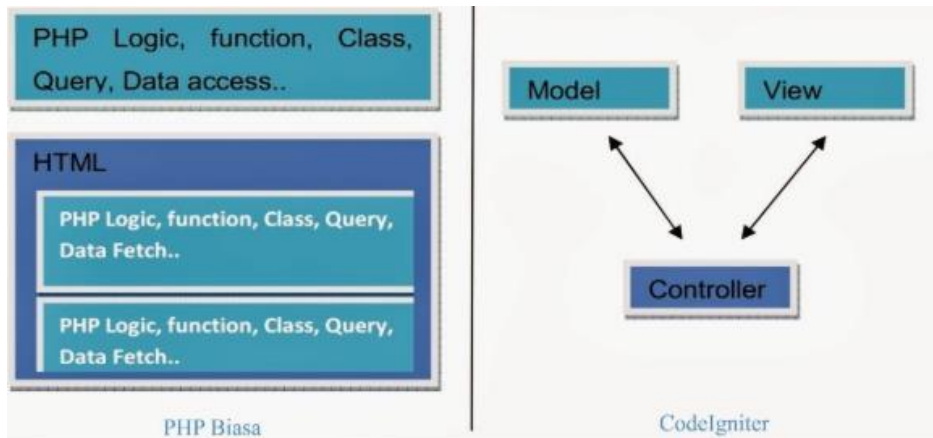 PHP Logic, function, Class,
Query, Data access..
HTML
PHP Logic, function, Class, Query,
Data Fetch..
PHP Logic, function, Class, Query,
Data Fetch..
PHP Biasa
Model
View
Controller
CodeIgniter